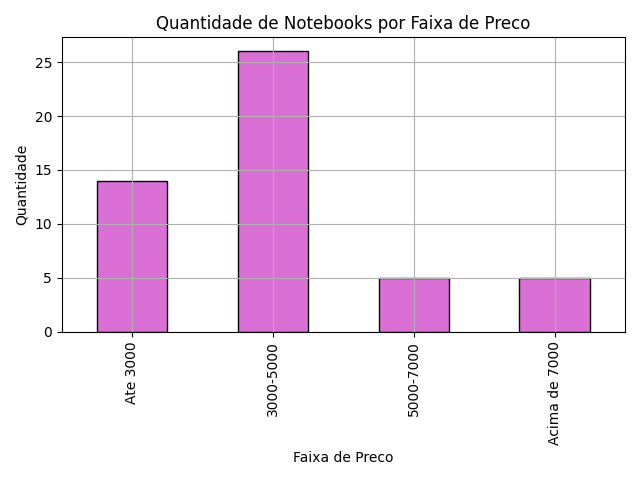 Quantidade de Notebooks por Faixa de Preco
25
20
15
10
5
0
Quantidade
Ate 3000
3000-5000
5000-7000
Acima de 7000
Faixa de Preco